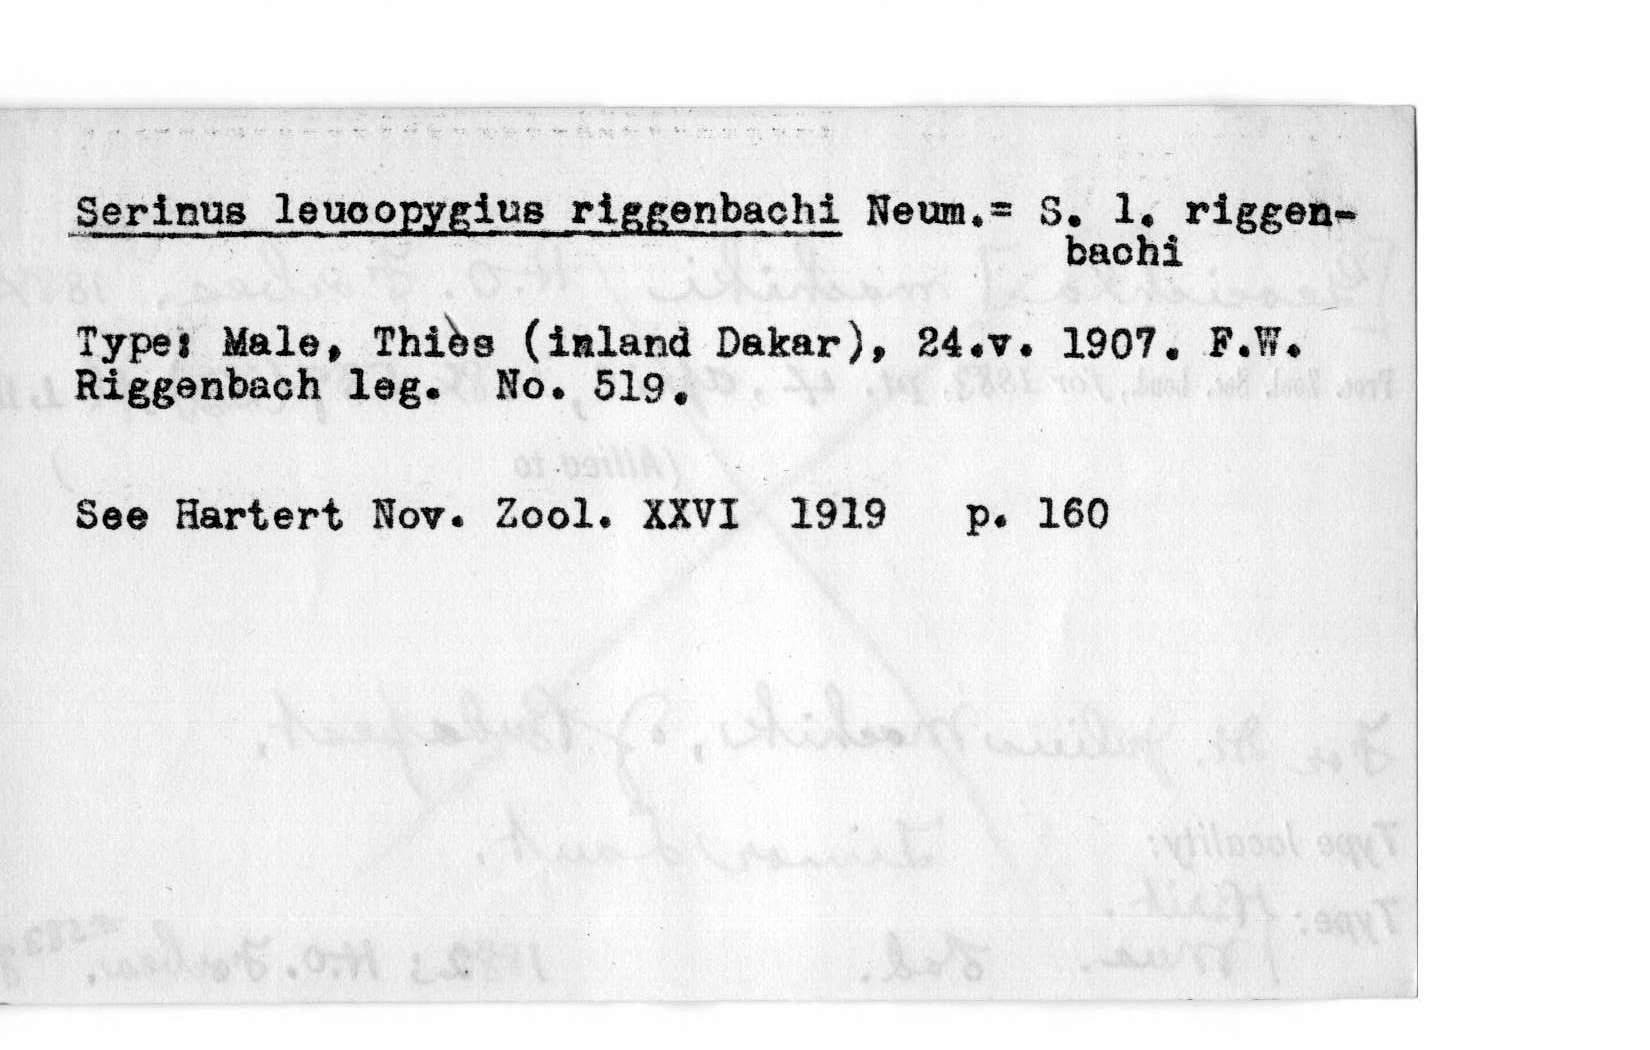 Serinus leucopygius riggenbachi Neum.= S. l. riggen-
bachi
Type: Male, Thiès (inland Dakar), 24.v. 1907. F.W.
Riggenbach leg. No. 519.
See Hartert Nov. Zool. XXVI 1919 p. 160